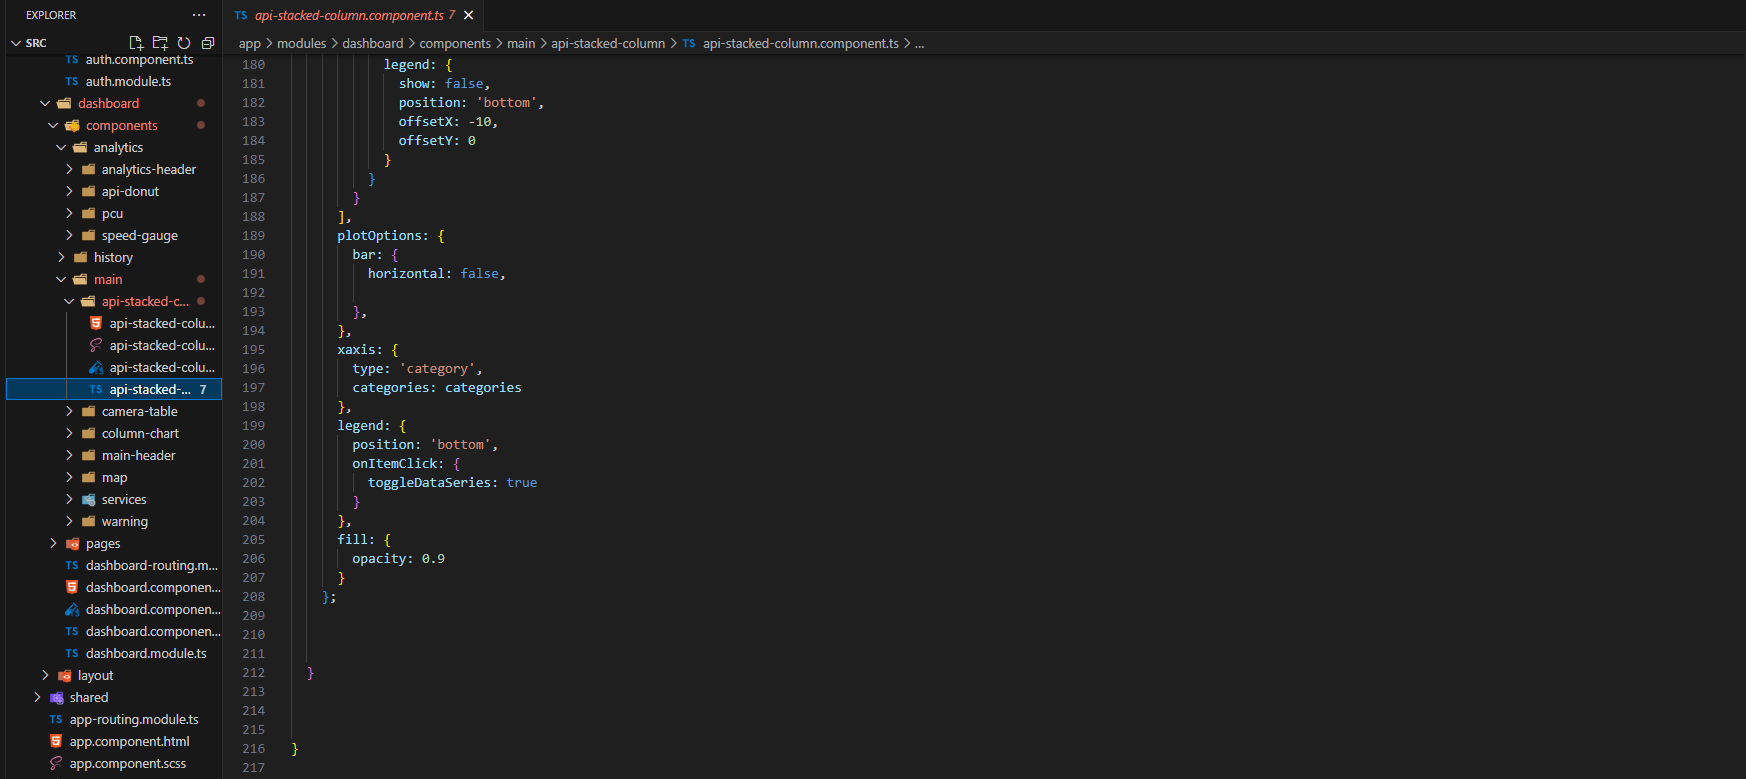 EXPLORER
SRC
auth.component.ts
auth.module.ts
dashboard
components
analytics
analytics-header
api-donut
pcu
speed-gauge
history
main
api-stacked-c...
api-stacked-colu...
api-stacked-colu...
api-stacked-colu...
TS api-stacked-... 7
camera-table
column-chart
main-header
map
services
warning
pages
TS dashboard-routing.m...
dashboard.componen...
dashboard.componen...
TS dashboard.componen...
TS dashboard.module.ts
layout
shared
TS app-routing.module.ts
app.component.html
app.component.scss
TS api-stacked-column.component.ts 7
app > modules > dashboard > components > main > api-stacked-column > TS api-stacked-column.component.ts > ...
180 legend: {
181 show: false,
182 position: 'bottom',
183 offsetX: -10,
184 offsetY: 0
185 }
186 }
187 }
188 ],
189 plotOptions: {
190 bar: {
191 horizontal: false,
192
193 },
194 },
195 xaxis: {
196 type: 'category',
197 categories: categories
198 },
199 legend: {
200 position: 'bottom',
201 onItemClick: {
202 toggleDataSeries: true
203 }
204 },
205 fill: {
206 opacity: 0.9
207 }
208 };
209
210
211
212 }
213
214
215
216 }
217